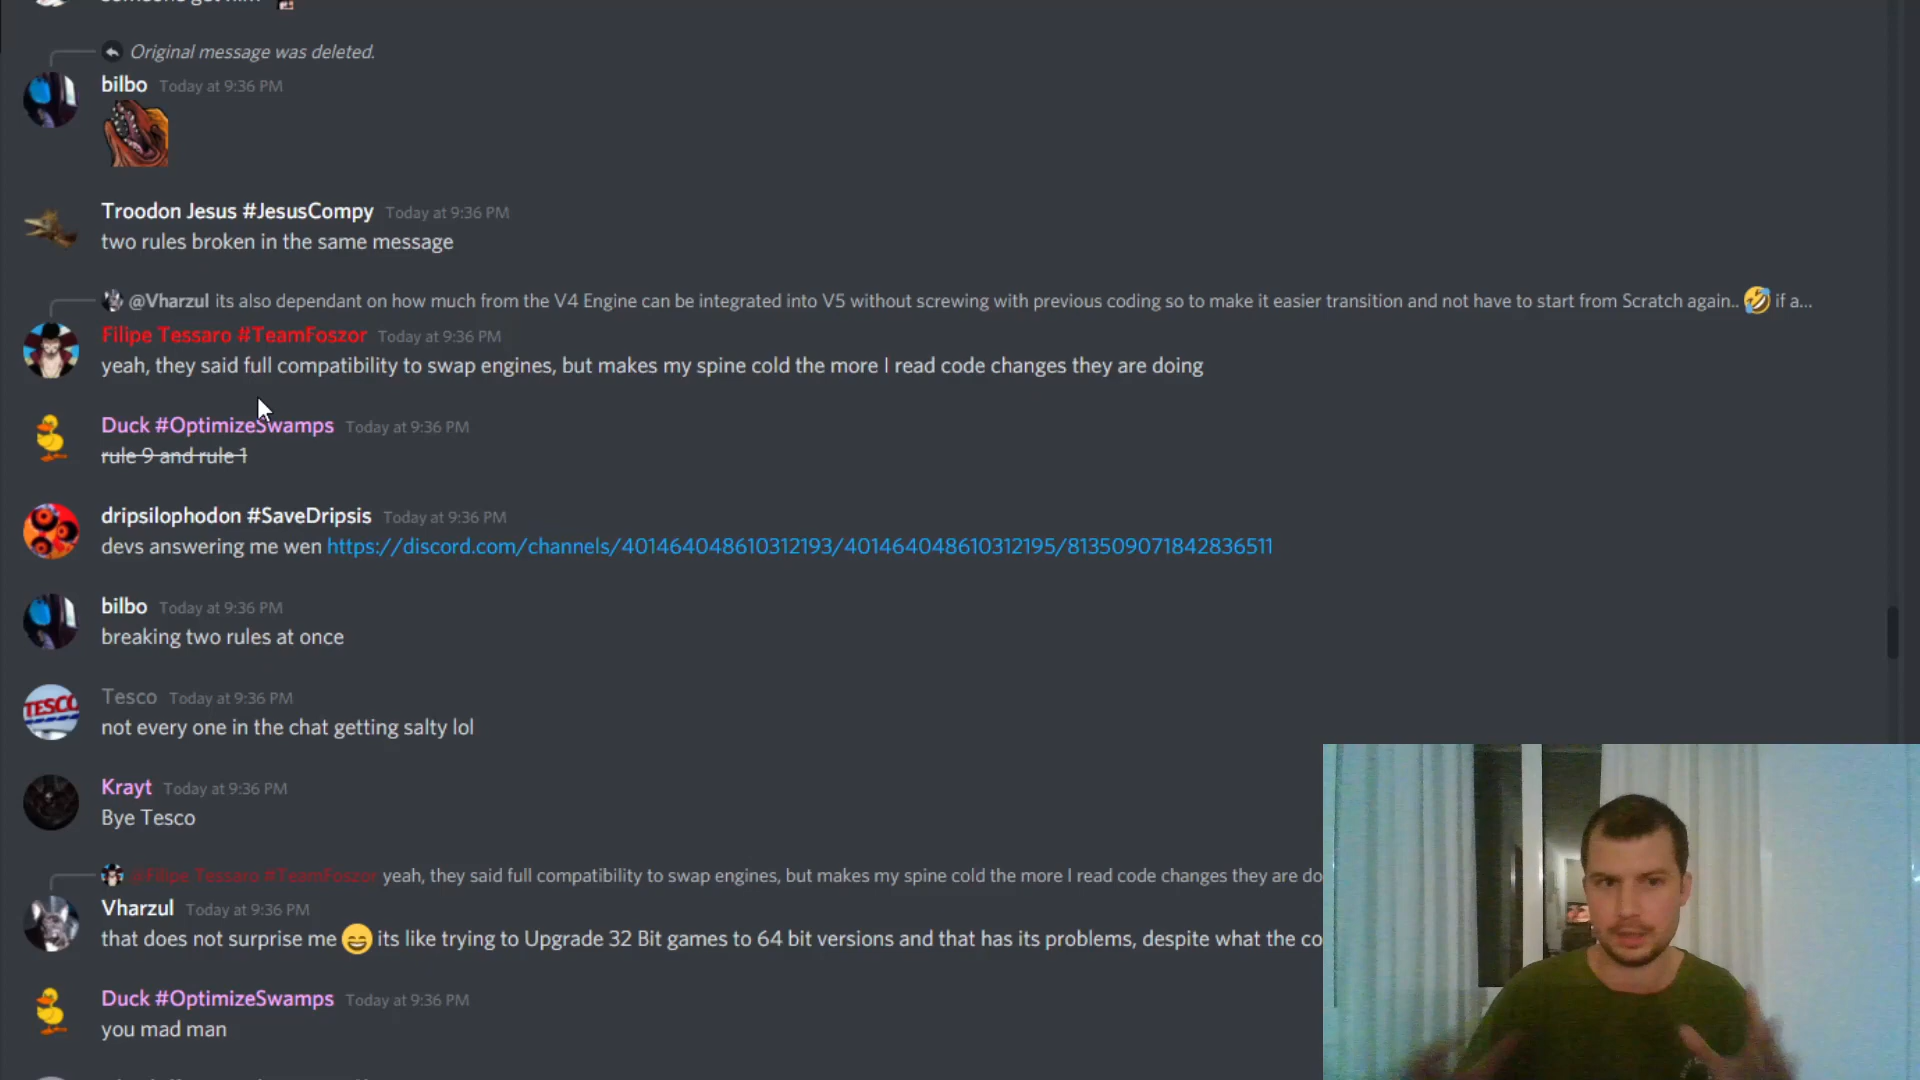 Original message was deleted.
bilbo Today at 9:36 PM
Troodon Jesus #JesusCompy Today at 9:36 PM
two rules broken in the same message
@Vharzul its also dependant on how much from the V4 Engine can be integrated into V5 without screwing with previous coding so to make it easier transition and not have to start from Scratch again.. 🤣 if a...
Filipe Tessaro #TeamFoszor Today at 9:36 PM
yeah, they said full compatibility to swap engines, but makes my spine cold the more I read code changes they are doing
Duck #OptimizeSwamps Today at 9:36 PM
rule 9 and rule 1
dripsilophodon #SaveDripsis Today at 9:36 PM
devs answering me wen https://discord.com/channels/401464048610312193/401464048610312195/813509071842836511
bilbo Today at 9:36 PM
breaking two rules at once
TESCO
Tesco Today at 9:36 PM
not every one in the chat getting salty lol
Krayt Today at 9:36 PM
Bye Tesco
@Filipe Tessaro #TeamFoszor yeah, they said full compatibility to swap engines, but makes my spine cold the more I read code changes they are do
Vharzul Today at 9:36 PM
that does not surprise me 😄 its like trying to Upgrade 32 Bit games to 64 bit versions and that has its problems, despite what the co
Duck #OptimizeSwamps Today at 9:36 PM
you mad man